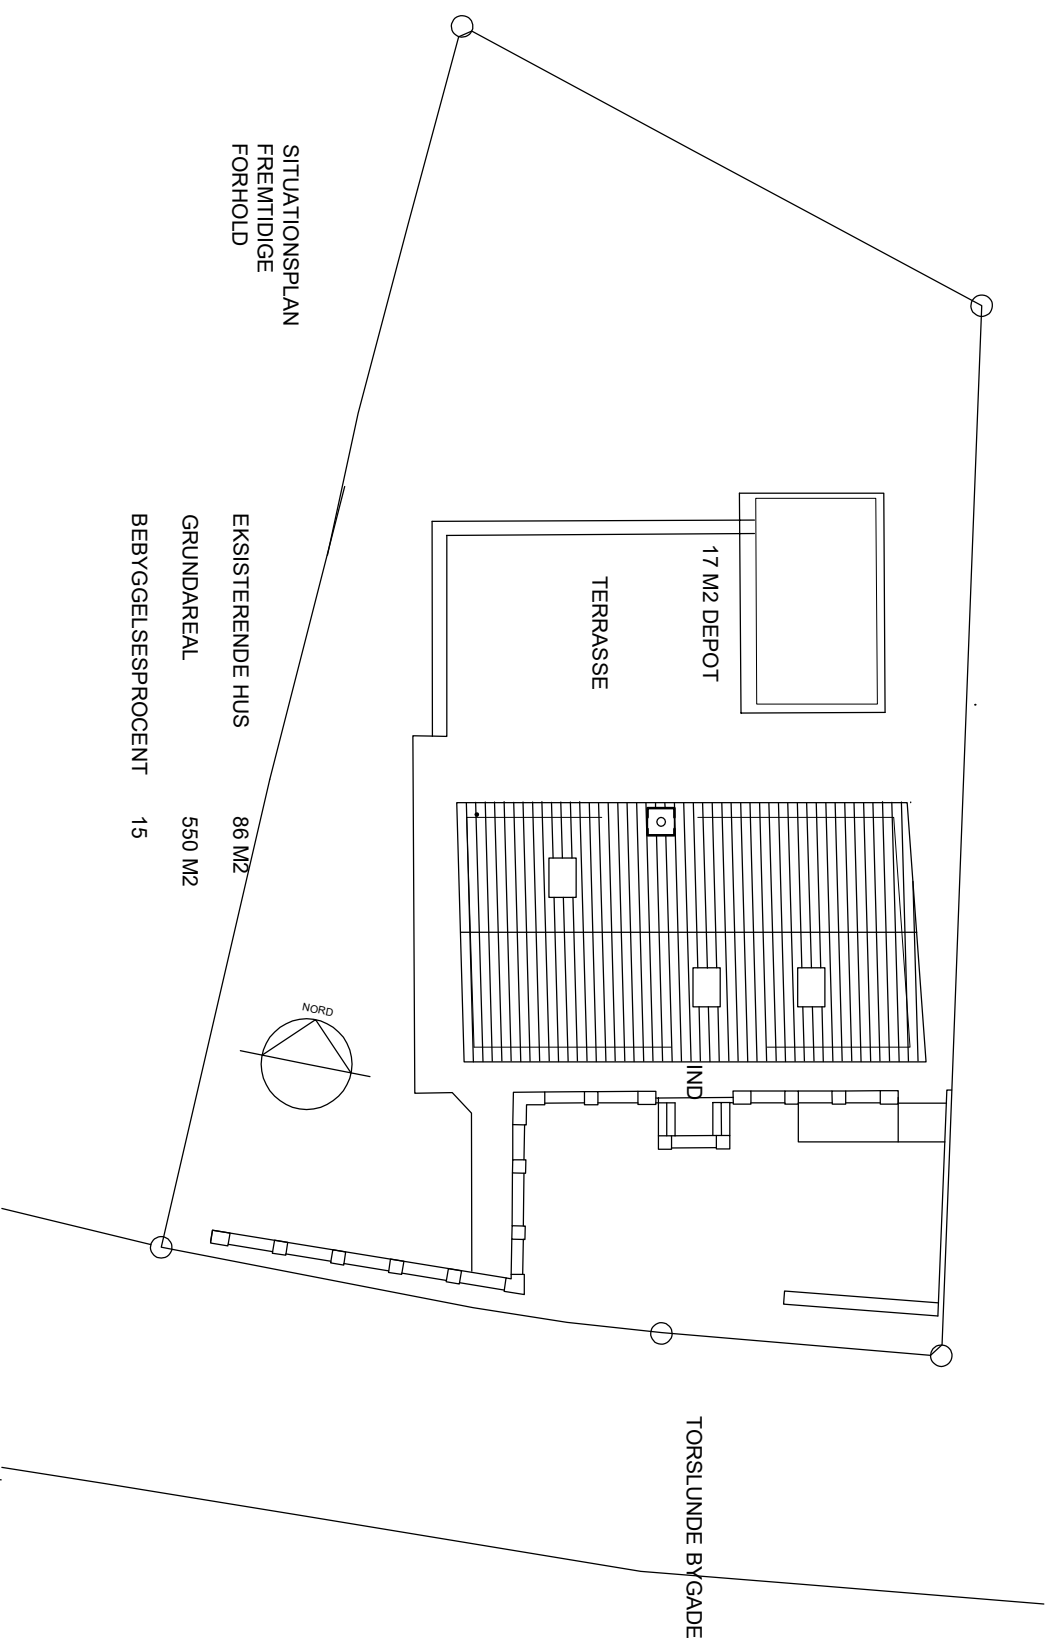 SITUATIONSPLAN
FREMTIDIGE
FORHOLD
EKSISTERENDE HUS 86 M2
GRUNDAREAL 550 M2
BEBYGGELSESPROCENT 15
17 M2 DEPOT
TERRASSE
IND
NORD
TORSLUNDE BYGADE